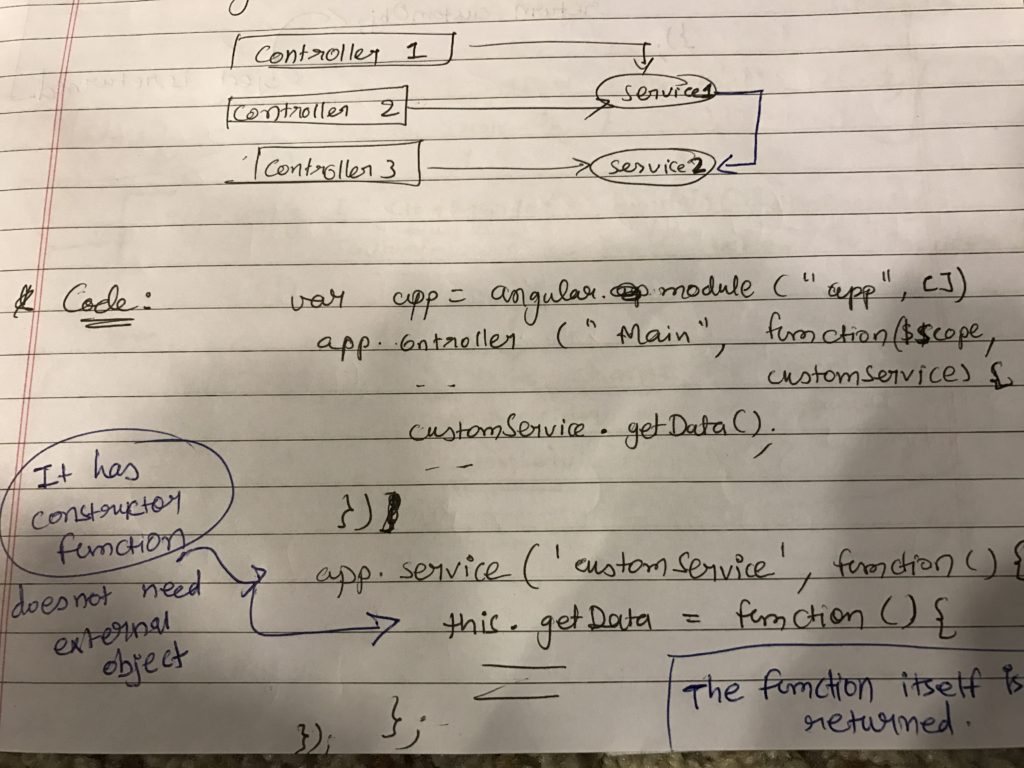 Controller 1
Service1
Controller 2
Controller 3
Service2
Code:
var app = angular.module ("app", [])
app.controller ("Main", function($scope,
customService) {
--
customService.getData();
--
})
It has
constructor
function
does not need
external
object
app.service ('customService', function () {
this.getData = function () {
};
});
The function itself is
returned.